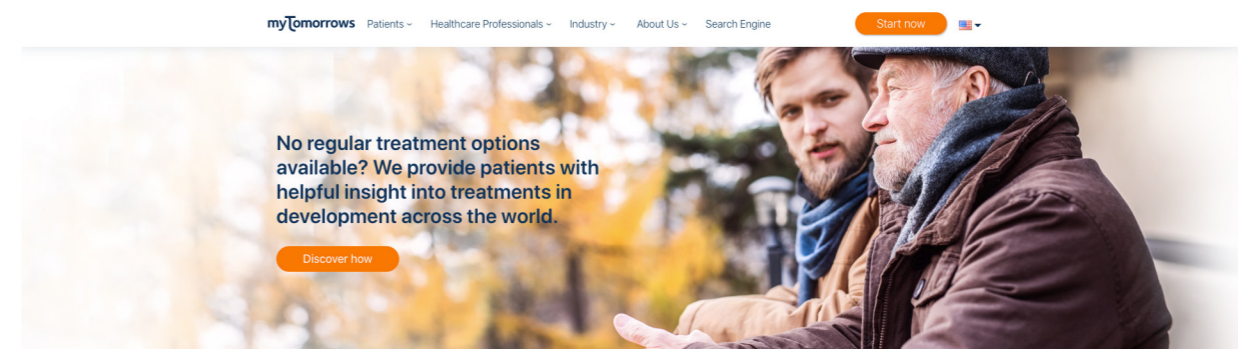 myTomorrows Patients Healthcare Professionals Industry About Us Search Engine Start now
No regular treatment options
available? We provide patients with
helpful insight into treatments in
development across the world.
Discover how